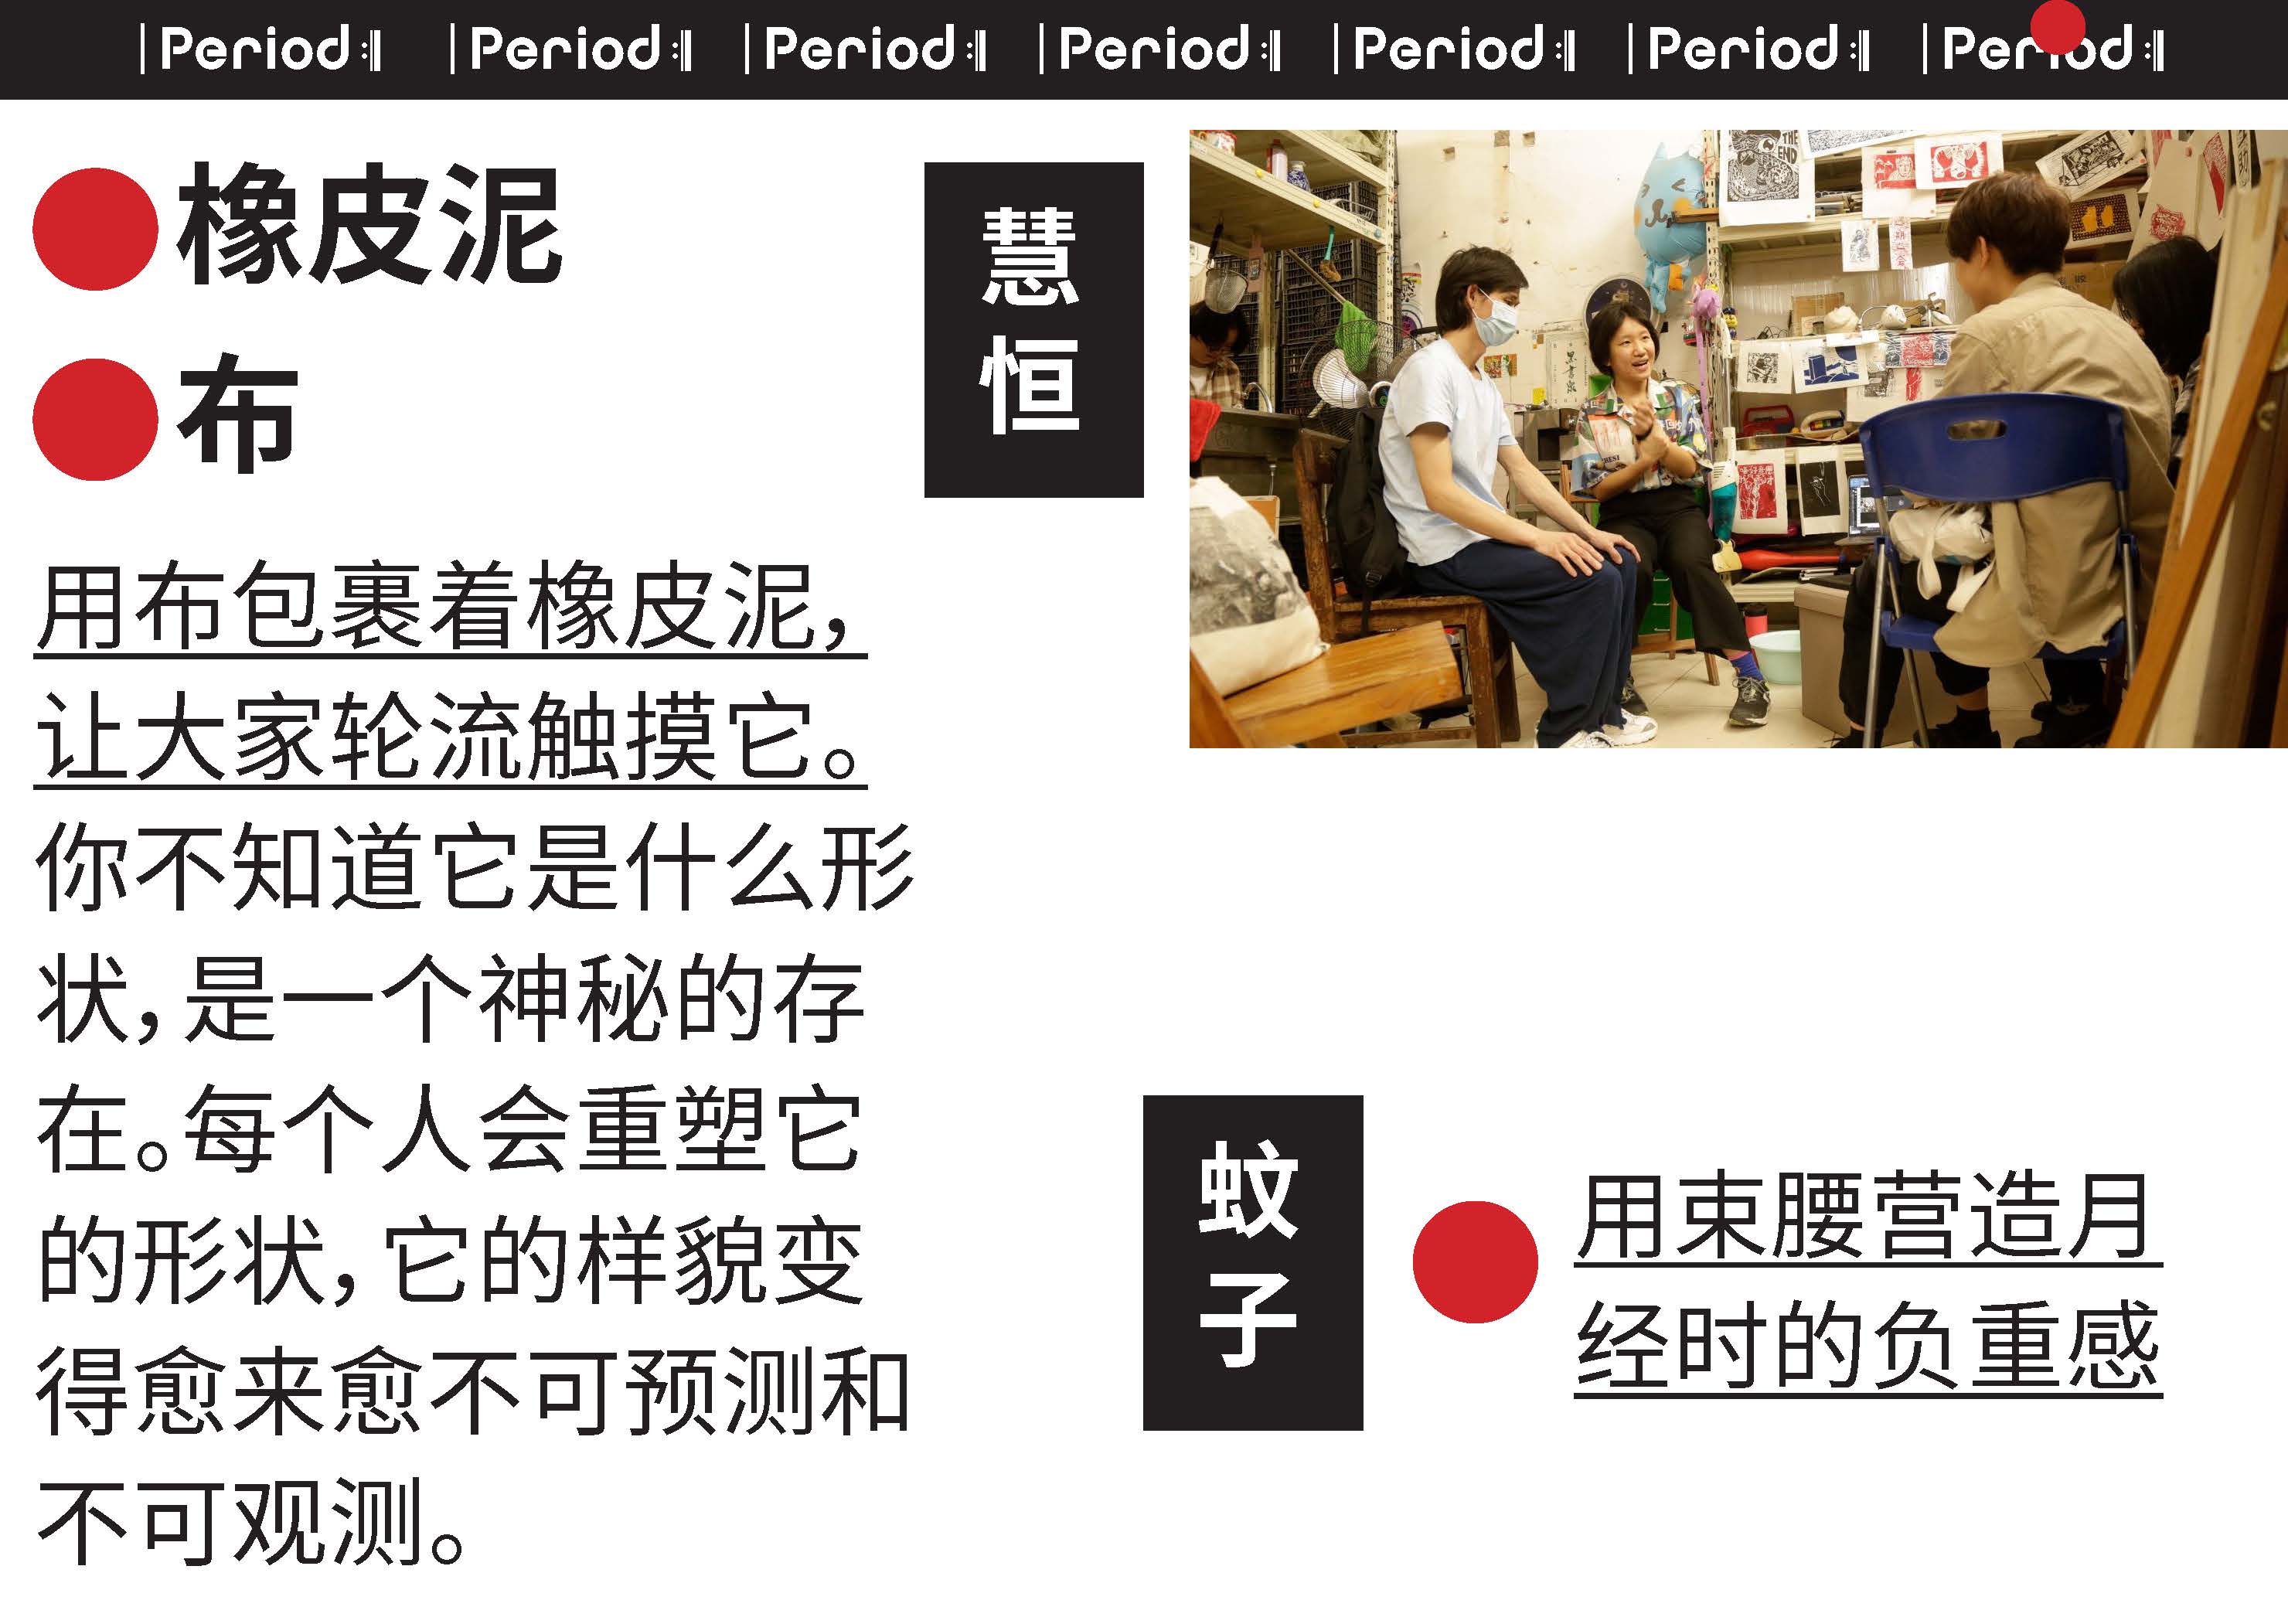 |Period:‖ |Period:‖ |Period:‖ |Period:‖ |Period:‖ |Period:‖ |Period:‖
橡皮泥
布
慧恒
用布包裹着橡皮泥，
让大家轮流触摸它。
你不知道它是什么形
状，是一个神秘的存
在。每个人会重塑它
的形状，它的样貌变
得愈来愈不可预测和
不可观测。
THE
END
蚊子
用束腰营造月
经时的负重感